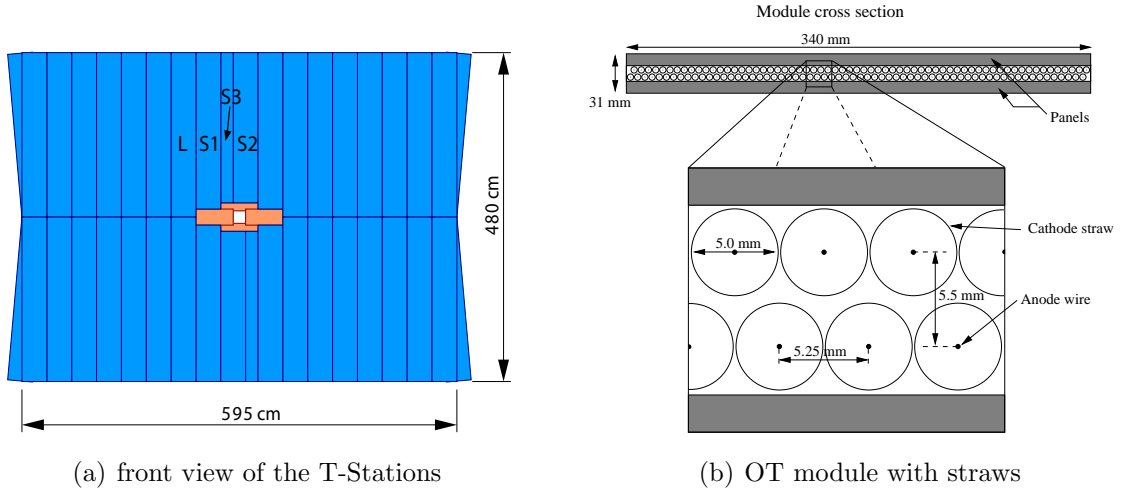 S3
L S1 S2
480 cm
595 cm
(a) front view of the T-Stations
Module cross section
340 mm
31 mm
Panels
Cathode straw
5.0 mm
5.5 mm
Anode wire
5.25 mm
(b) OT module with straws